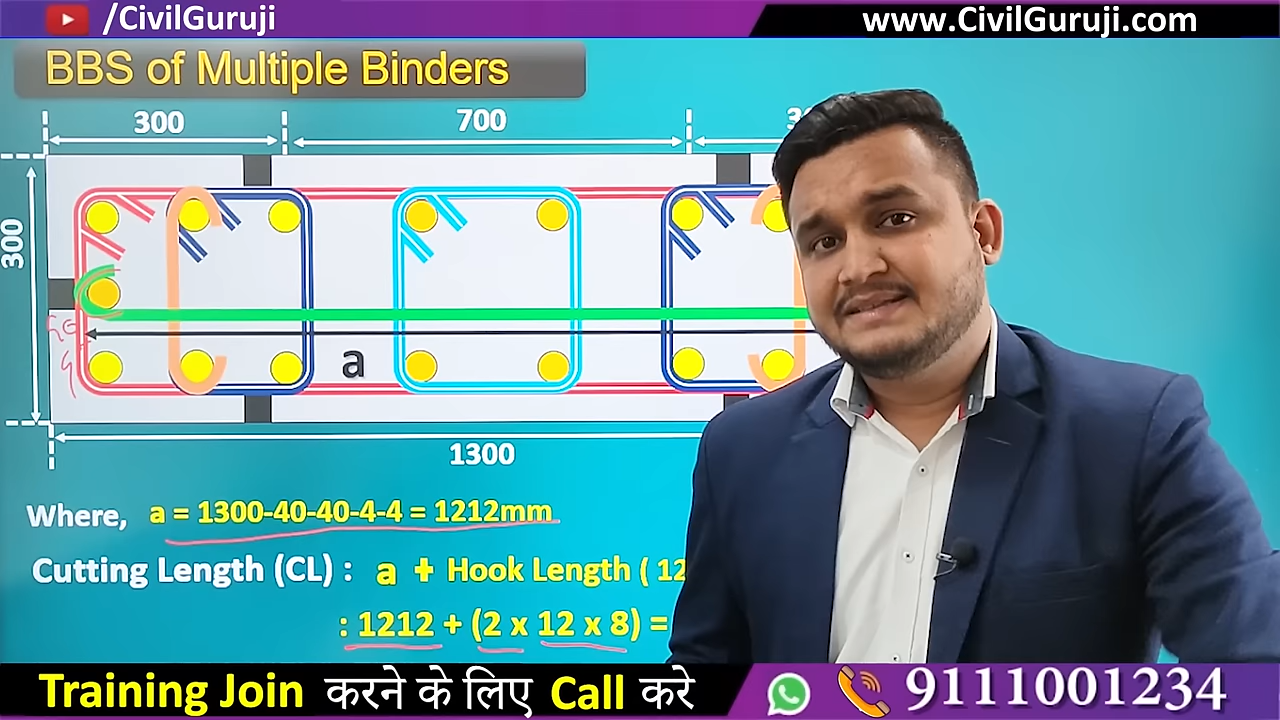 /CivilGuruji
www.CivilGuruji.com
BBS of Multiple Binders
300 700
300
a
1300
Where, a = 1300-40-40-4-4 = 1212mm
Cutting Length (CL) : a + Hook Length ( 12
: 1212 + (2 x 12 x 8) =
Training Join करने के लिए Call करे
9111001234